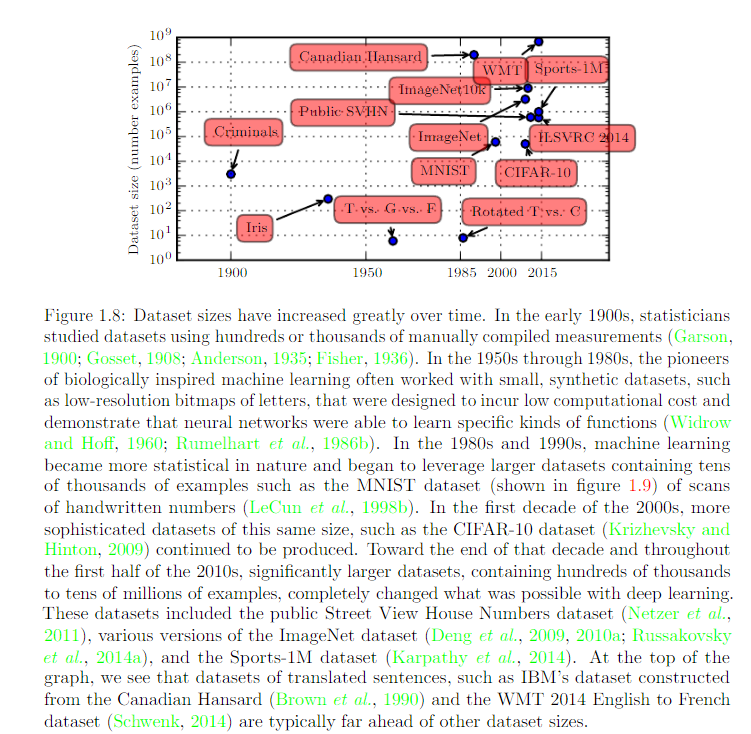 Dataset size (number examples)
10^9
10^8
10^7
10^6
10^5
10^4
10^3
10^2
10^1
10^0
Canadian Hansard
WMT
Sports-1M
ImageNet10k
Public SVHN
Criminals
ImageNet
ILSVRC 2014
MNIST
CIFAR-10
T vs. G vs. F
Rotated T vs. C
Iris
1900
1950
1985
2000
2015
Figure 1.8: Dataset sizes have increased greatly over time. In the early 1900s, statisticians
studied datasets using hundreds or thousands of manually compiled measurements (Garson,
1900; Gosset, 1908; Anderson, 1935; Fisher, 1936). In the 1950s through 1980s, the pioneers
of biologically inspired machine learning often worked with small, synthetic datasets, such
as low-resolution bitmaps of letters, that were designed to incur low computational cost and
demonstrate that neural networks were able to learn specific kinds of functions (Widrow
and Hoff, 1960; Rumelhart et al., 1986b). In the 1980s and 1990s, machine learning
became more statistical in nature and began to leverage larger datasets containing tens
of thousands of examples such as the MNIST dataset (shown in figure 1.9) of scans
of handwritten numbers (LeCun et al., 1998b). In the first decade of the 2000s, more
sophisticated datasets of this same size, such as the CIFAR-10 dataset (Krizhevsky and
Hinton, 2009) continued to be produced. Toward the end of that decade and throughout
the first half of the 2010s, significantly larger datasets, containing hundreds of thousands
to tens of millions of examples, completely changed what was possible with deep learning.
These datasets included the public Street View House Numbers dataset (Netzer et al.,
2011), various versions of the ImageNet dataset (Deng et al., 2009, 2010a; Russakovsky
et al., 2014a), and the Sports-1M dataset (Karpathy et al., 2014). At the top of the
graph, we see that datasets of translated sentences, such as IBM's dataset constructed
from the Canadian Hansard (Brown et al., 1990) and the WMT 2014 English to French
dataset (Schwenk, 2014) are typically far ahead of other dataset sizes.